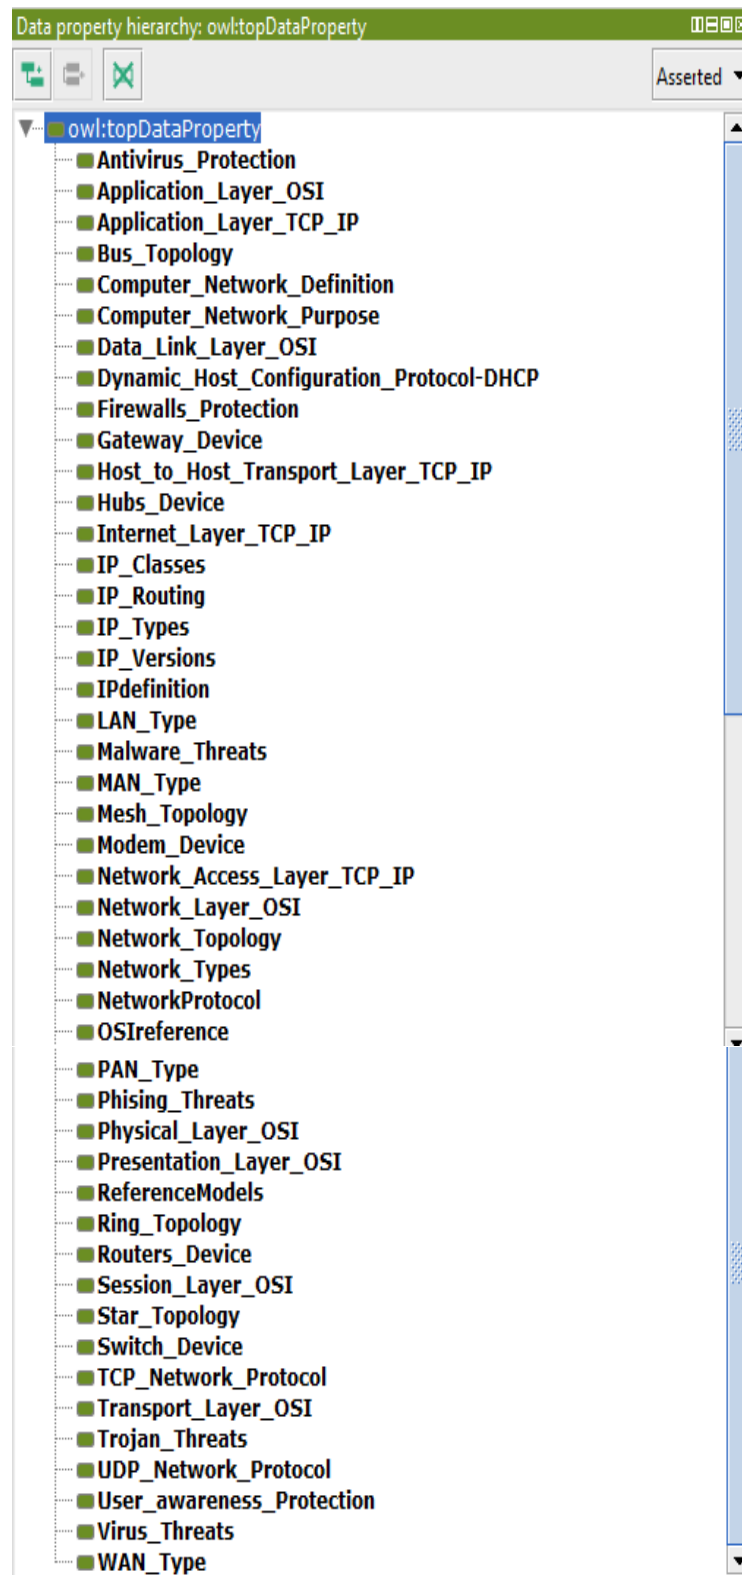 Data property hierarchy: owl:topDataProperty
Asserted
owl:topDataProperty
Antivirus_Protection
Application_Layer_OSI
Application_Layer_TCP_IP
Bus_Topology
Computer_Network_Definition
Computer_Network_Purpose
Data_Link_Layer_OSI
Dynamic_Host_Configuration_Protocol-DHCP
Firewalls_Protection
Gateway_Device
Host_to_Host_Transport_Layer_TCP_IP
Hubs_Device
Internet_Layer_TCP_IP
IP_Classes
IP_Routing
IP_Types
IP_Versions
IPdefinition
LAN_Type
Malware_Threats
MAN_Type
Mesh_Topology
Modem_Device
Network_Access_Layer_TCP_IP
Network_Layer_OSI
Network_Topology
Network_Types
NetworkProtocol
OSIreference
PAN_Type
Phising_Threats
Physical_Layer_OSI
Presentation_Layer_OSI
ReferenceModels
Ring_Topology
Routers_Device
Session_Layer_OSI
Star_Topology
Switch_Device
TCP_Network_Protocol
Transport_Layer_OSI
Trojan_Threats
UDP_Network_Protocol
User_awareness_Protection
Virus_Threats
WAN_Type